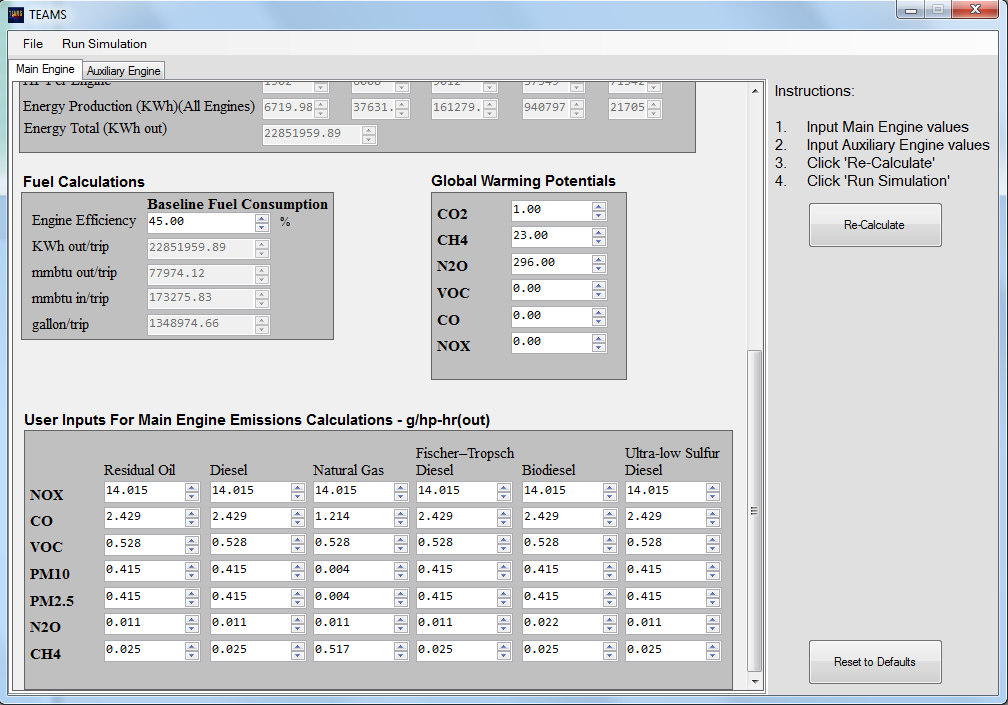 TEAMS
File Run Simulation
Main Engine Auxiliary Engine
Energy Production (KWh)(All Engines) 6719.98 37631. 161279. 940797 21705
Energy Total (KWh out) 22851959.89
Fuel Calculations
Baseline Fuel Consumption
Engine Efficiency 45.00 %
KWh out/trip 22851959.89
mmbtu out/trip 77974.12
mmbtu in/trip 173275.83
gallon/trip 1348974.66
Global Warming Potentials
CO2 1.00
CH4 23.00
N2O 296.00
VOC 0.00
CO 0.00
NOX 0.00
User Inputs For Main Engine Emissions Calculations - g/hp-hr(out)
Residual Oil Diesel Natural Gas Fischer–Tropsch Diesel Biodiesel Ultra-low Sulfur Diesel
NOX 14.015 14.015 14.015 14.015 14.015 14.015
CO 2.429 2.429 1.214 2.429 2.429 2.429
VOC 0.528 0.528 0.528 0.528 0.528 0.528
PM10 0.415 0.415 0.004 0.415 0.415 0.415
PM2.5 0.415 0.415 0.004 0.415 0.415 0.415
N2O 0.011 0.011 0.011 0.011 0.022 0.011
CH4 0.025 0.025 0.517 0.025 0.025 0.025
Instructions:
1. Input Main Engine values
2. Input Auxiliary Engine values
3. Click 'Re-Calculate'
4. Click 'Run Simulation'
Re-Calculate
Reset to Defaults